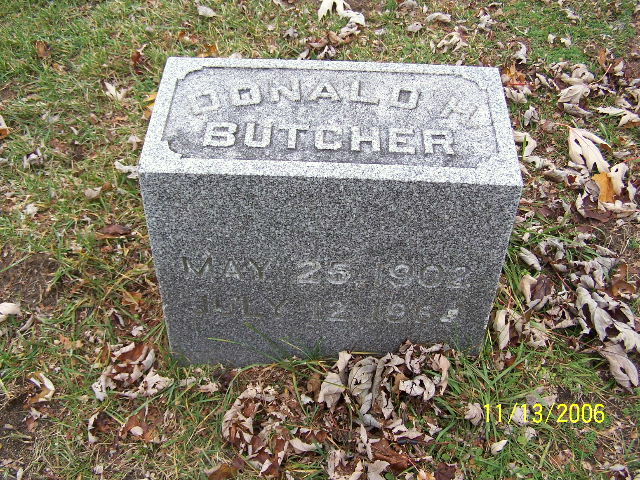 DONALD H.
BUTCHER
MAY 25 1902
JULY 12
11/13/2006